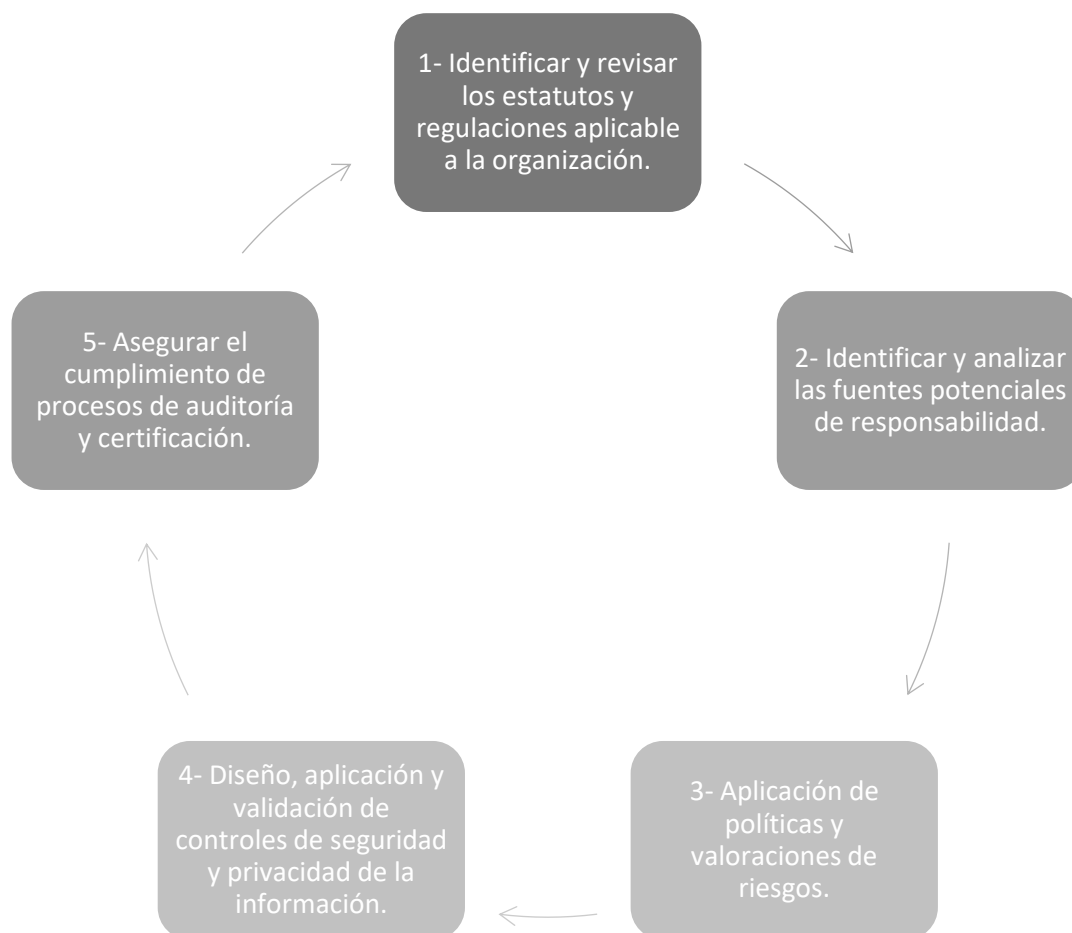 1- Identificar y revisar
los estatutos y
regulaciones aplicable
a la organización.
2- Identificar y analizar
las fuentes potenciales
de responsabilidad.
3- Aplicación de
políticas y
valoraciones de
riesgos.
4- Diseño, aplicación y
validación de
controles de seguridad
y privacidad de la
información.
5- Asegurar el
cumplimiento de
procesos de auditoría
y certificación.